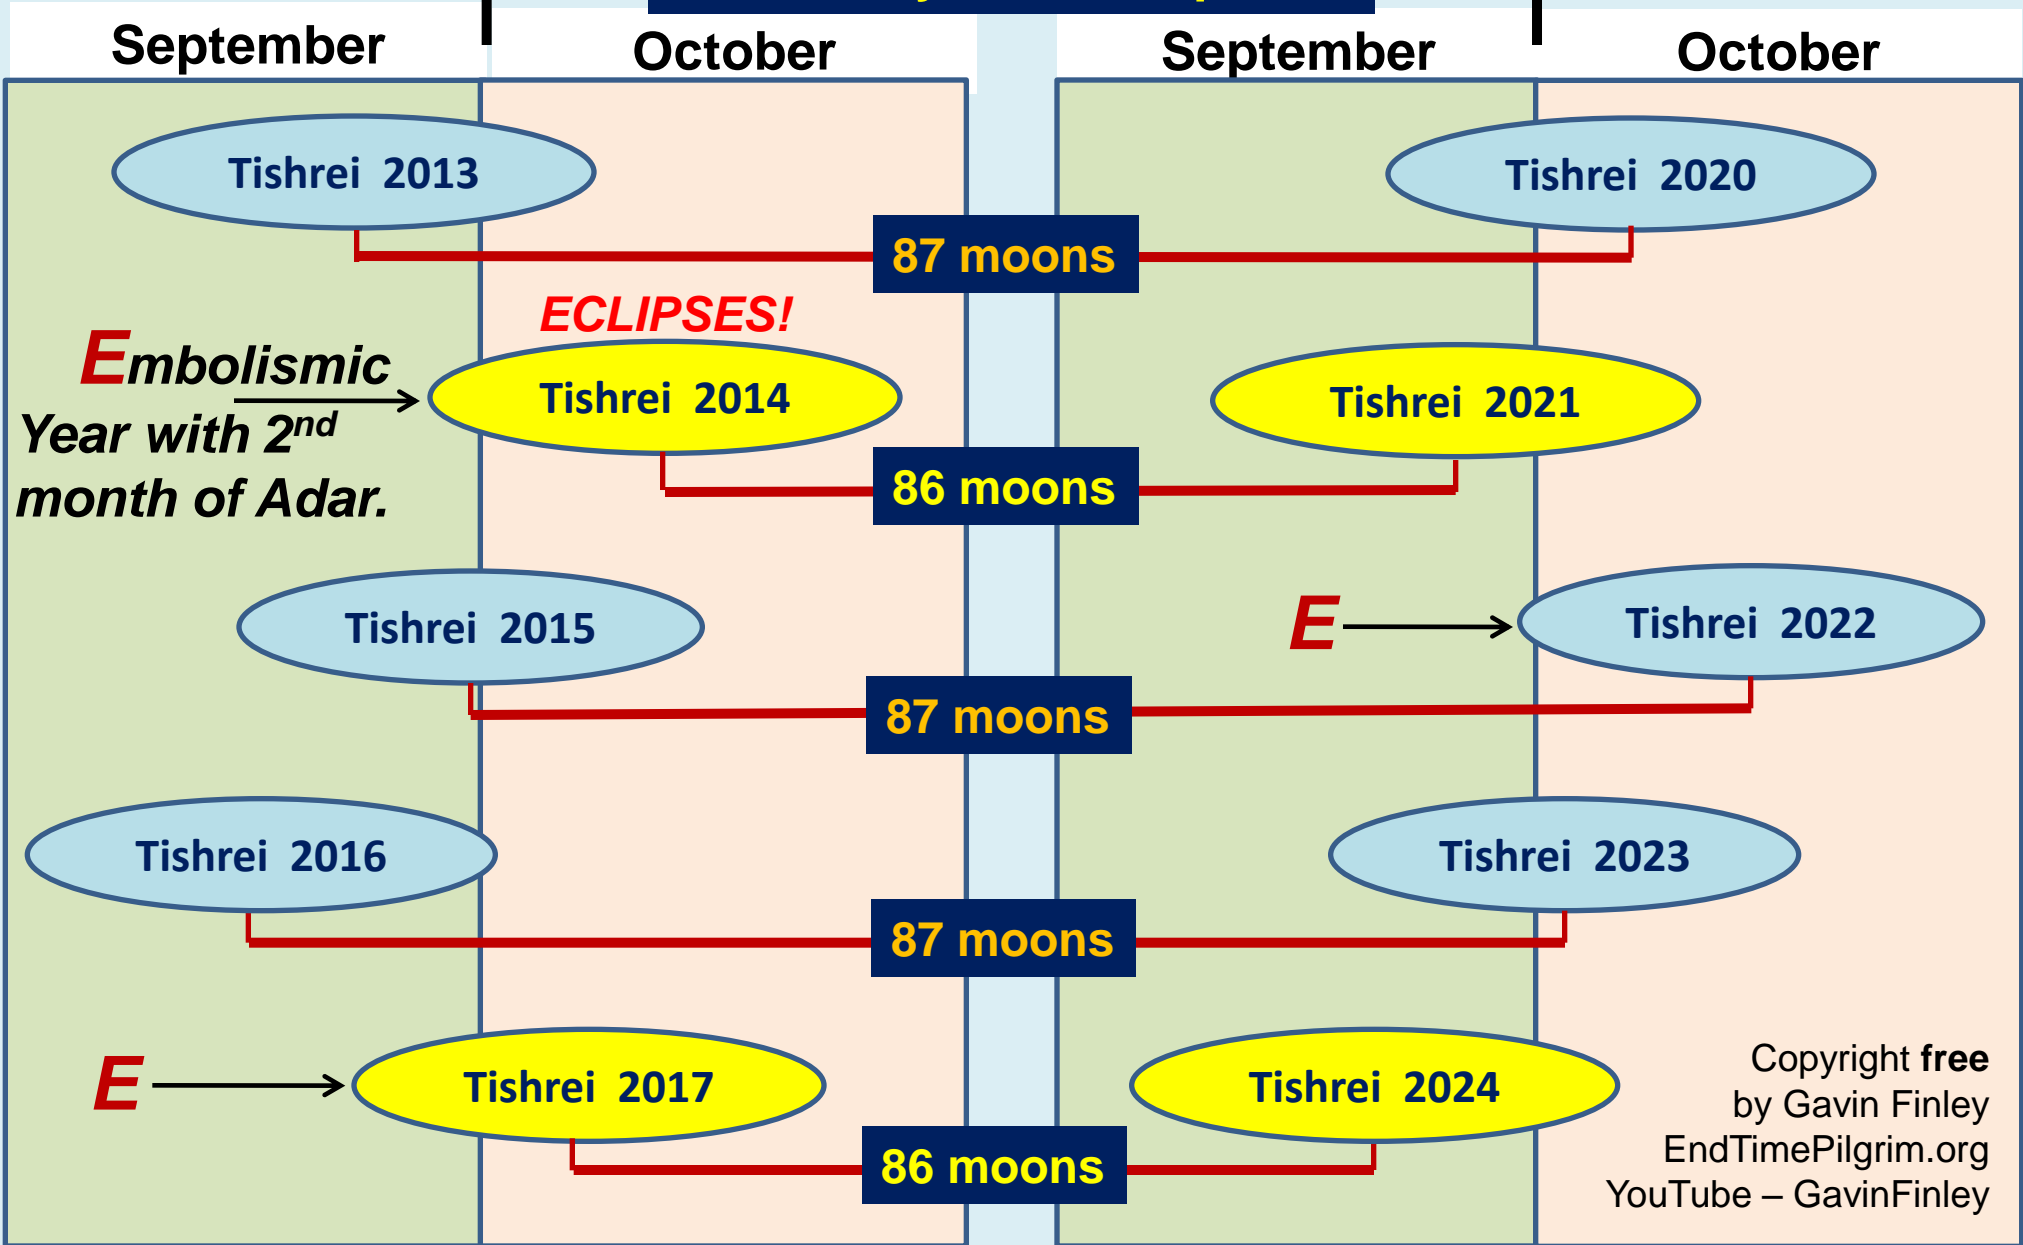 September
October
September
October
Tishrei 2013
Tishrei 2020
87 moons
ECLIPSES!
Embolismic
Year with 2nd
month of Adar.
Tishrei 2014
Tishrei 2021
86 moons
Tishrei 2015
E
Tishrei 2022
87 moons
Tishrei 2016
Tishrei 2023
87 moons
E
Tishrei 2017
Tishrei 2024
86 moons
Copyright free
by Gavin Finley
EndTimePilgrim.org
YouTube – GavinFinley